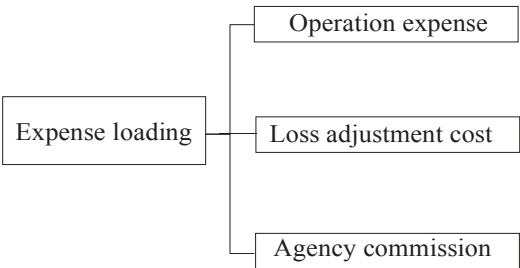 Operation expense
Expense loading
Loss adjustment cost
Agency commission